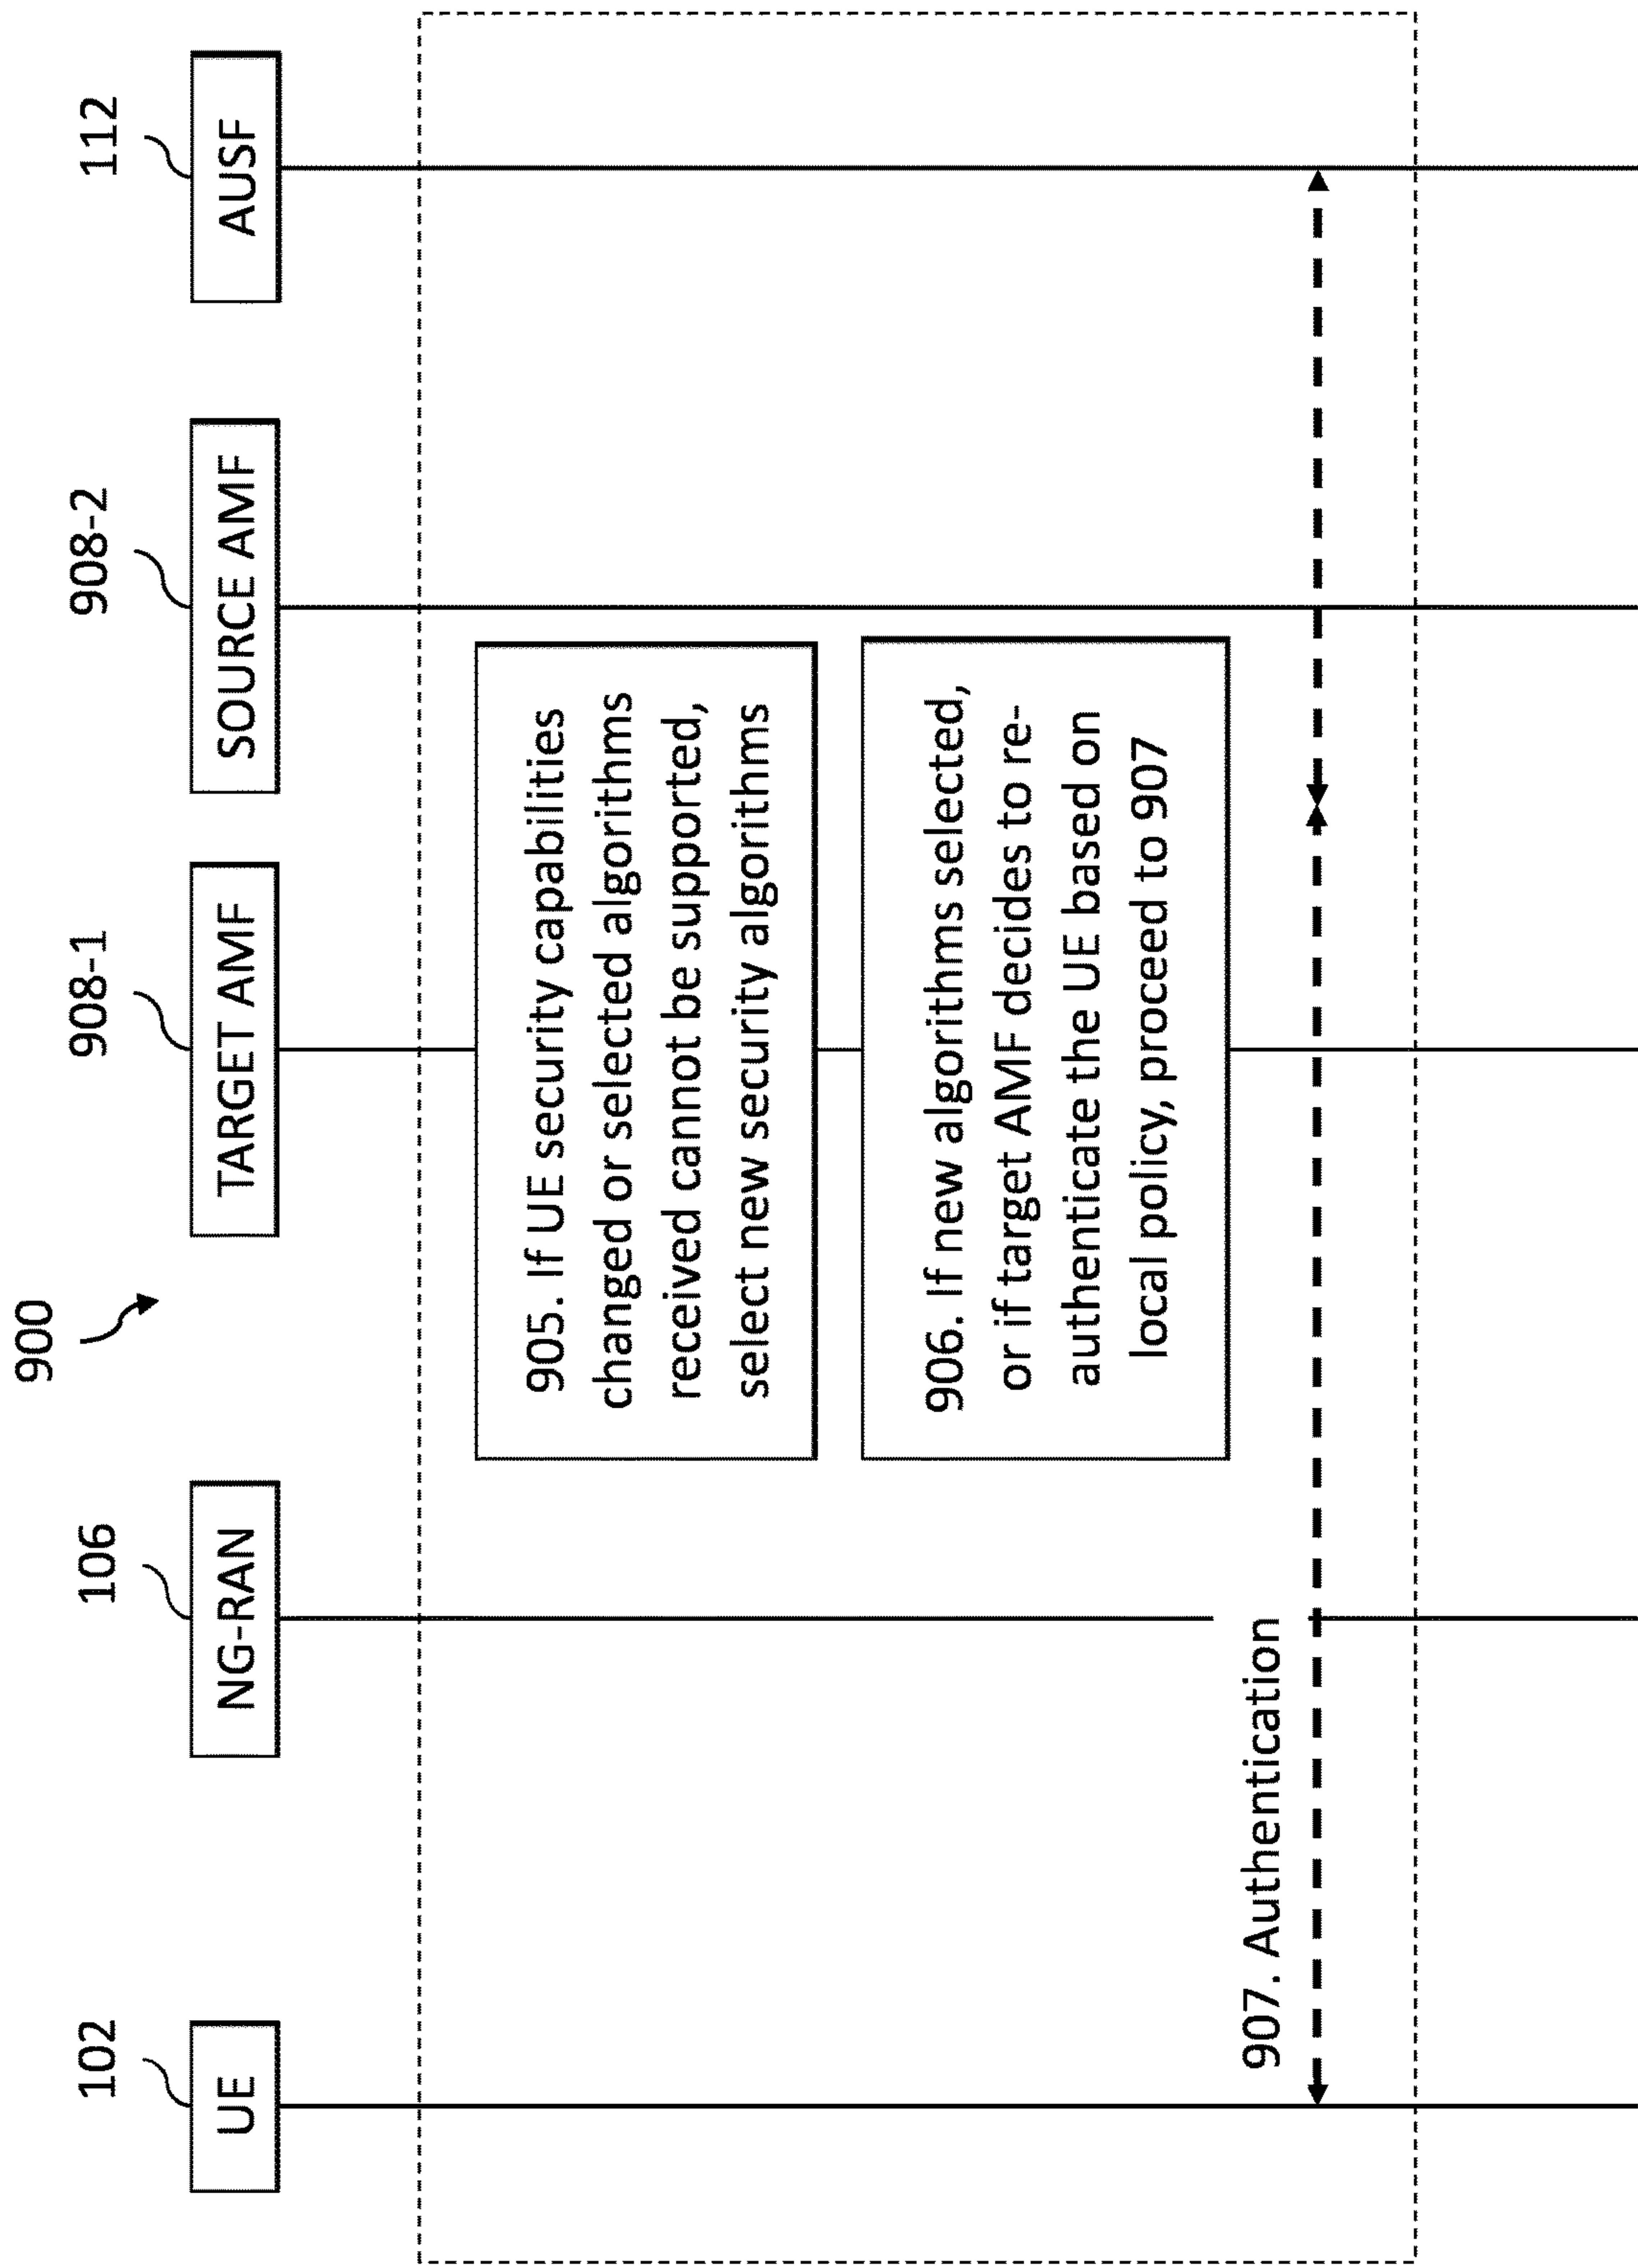 900
102
106
908-1
908-2
112
UE
NG-RAN
TARGET AMF
SOURCE AMF
AUSF
905. If UE security capabilities
changed or selected algorithms
received cannot be supported,
select new security algorithms
906. If new algorithms selected,
or if target AMF decides to re-
authenticate the UE based on
local policy, proceed to 907
907. Authentication